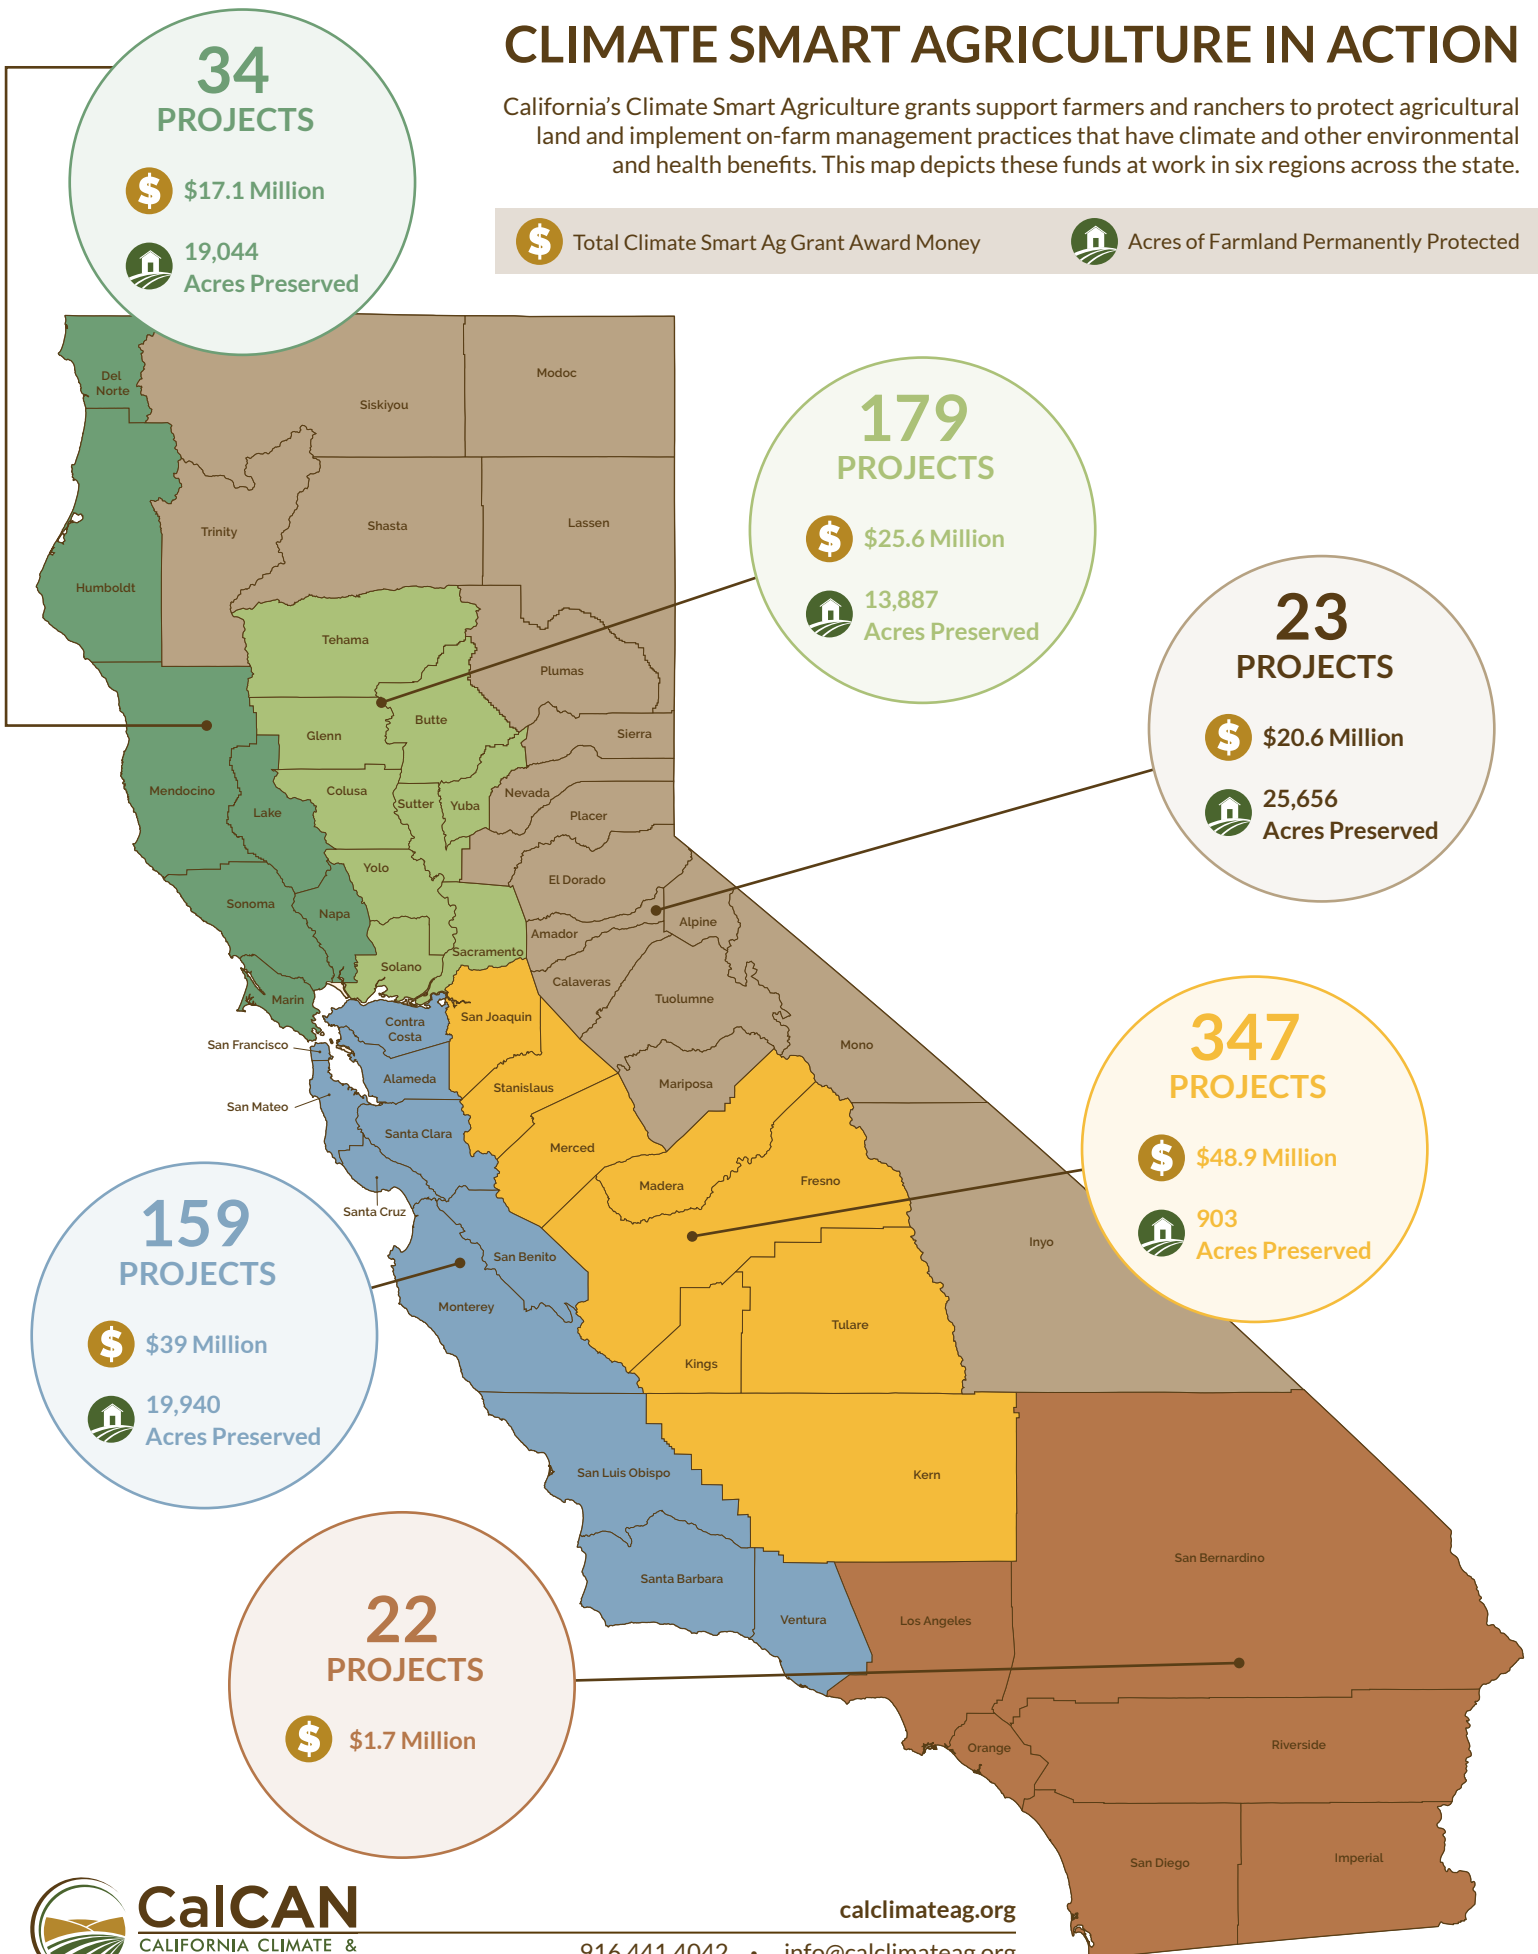 CLIMATE SMART AGRICULTURE IN ACTION
California's Climate Smart Agriculture grants support farmers and ranchers to protect agricultural
land and implement on-farm management practices that have climate and other environmental
and health benefits. This map depicts these funds at work in six regions across the state.
$ Total Climate Smart Ag Grant Award Money
Acres of Farmland Permanently Protected
34
PROJECTS
$ $17.1 Million
19,044
Acres Preserved
179
PROJECTS
$ $25.6 Million
13,887
Acres Preserved
23
PROJECTS
$ $20.6 Million
25,656
Acres Preserved
347
PROJECTS
$ $48.9 Million
903
Acres Preserved
159
PROJECTS
$ $39 Million
19,940
Acres Preserved
22
PROJECTS
$ $1.7 Million
Del
Norte
Siskiyou
Modoc
Humboldt
Trinity
Shasta
Lassen
Tehama
Plumas
Butte
Glenn
Sierra
Mendocino
Lake
Colusa
Sutter
Yuba
Nevada
Placer
Yolo
El Dorado
Sonoma
Napa
Sacramento
Amador
Alpine
Solano
Calaveras
Tuolumne
Marin
Contra
Costa
San Joaquin
San Francisco
Mono
Alameda
Stanislaus
Mariposa
San Mateo
Santa Clara
Merced
Madera
Fresno
Santa Cruz
San Benito
Inyo
Monterey
Tulare
Kings
San Luis Obispo
Kern
Santa Barbara
Ventura
Los Angeles
San Bernardino
Orange
Riverside
San Diego
Imperial
CalCAN
CALIFORNIA CLIMATE &
calclimateag.org
916.441.4042 • info@calclimateag.org